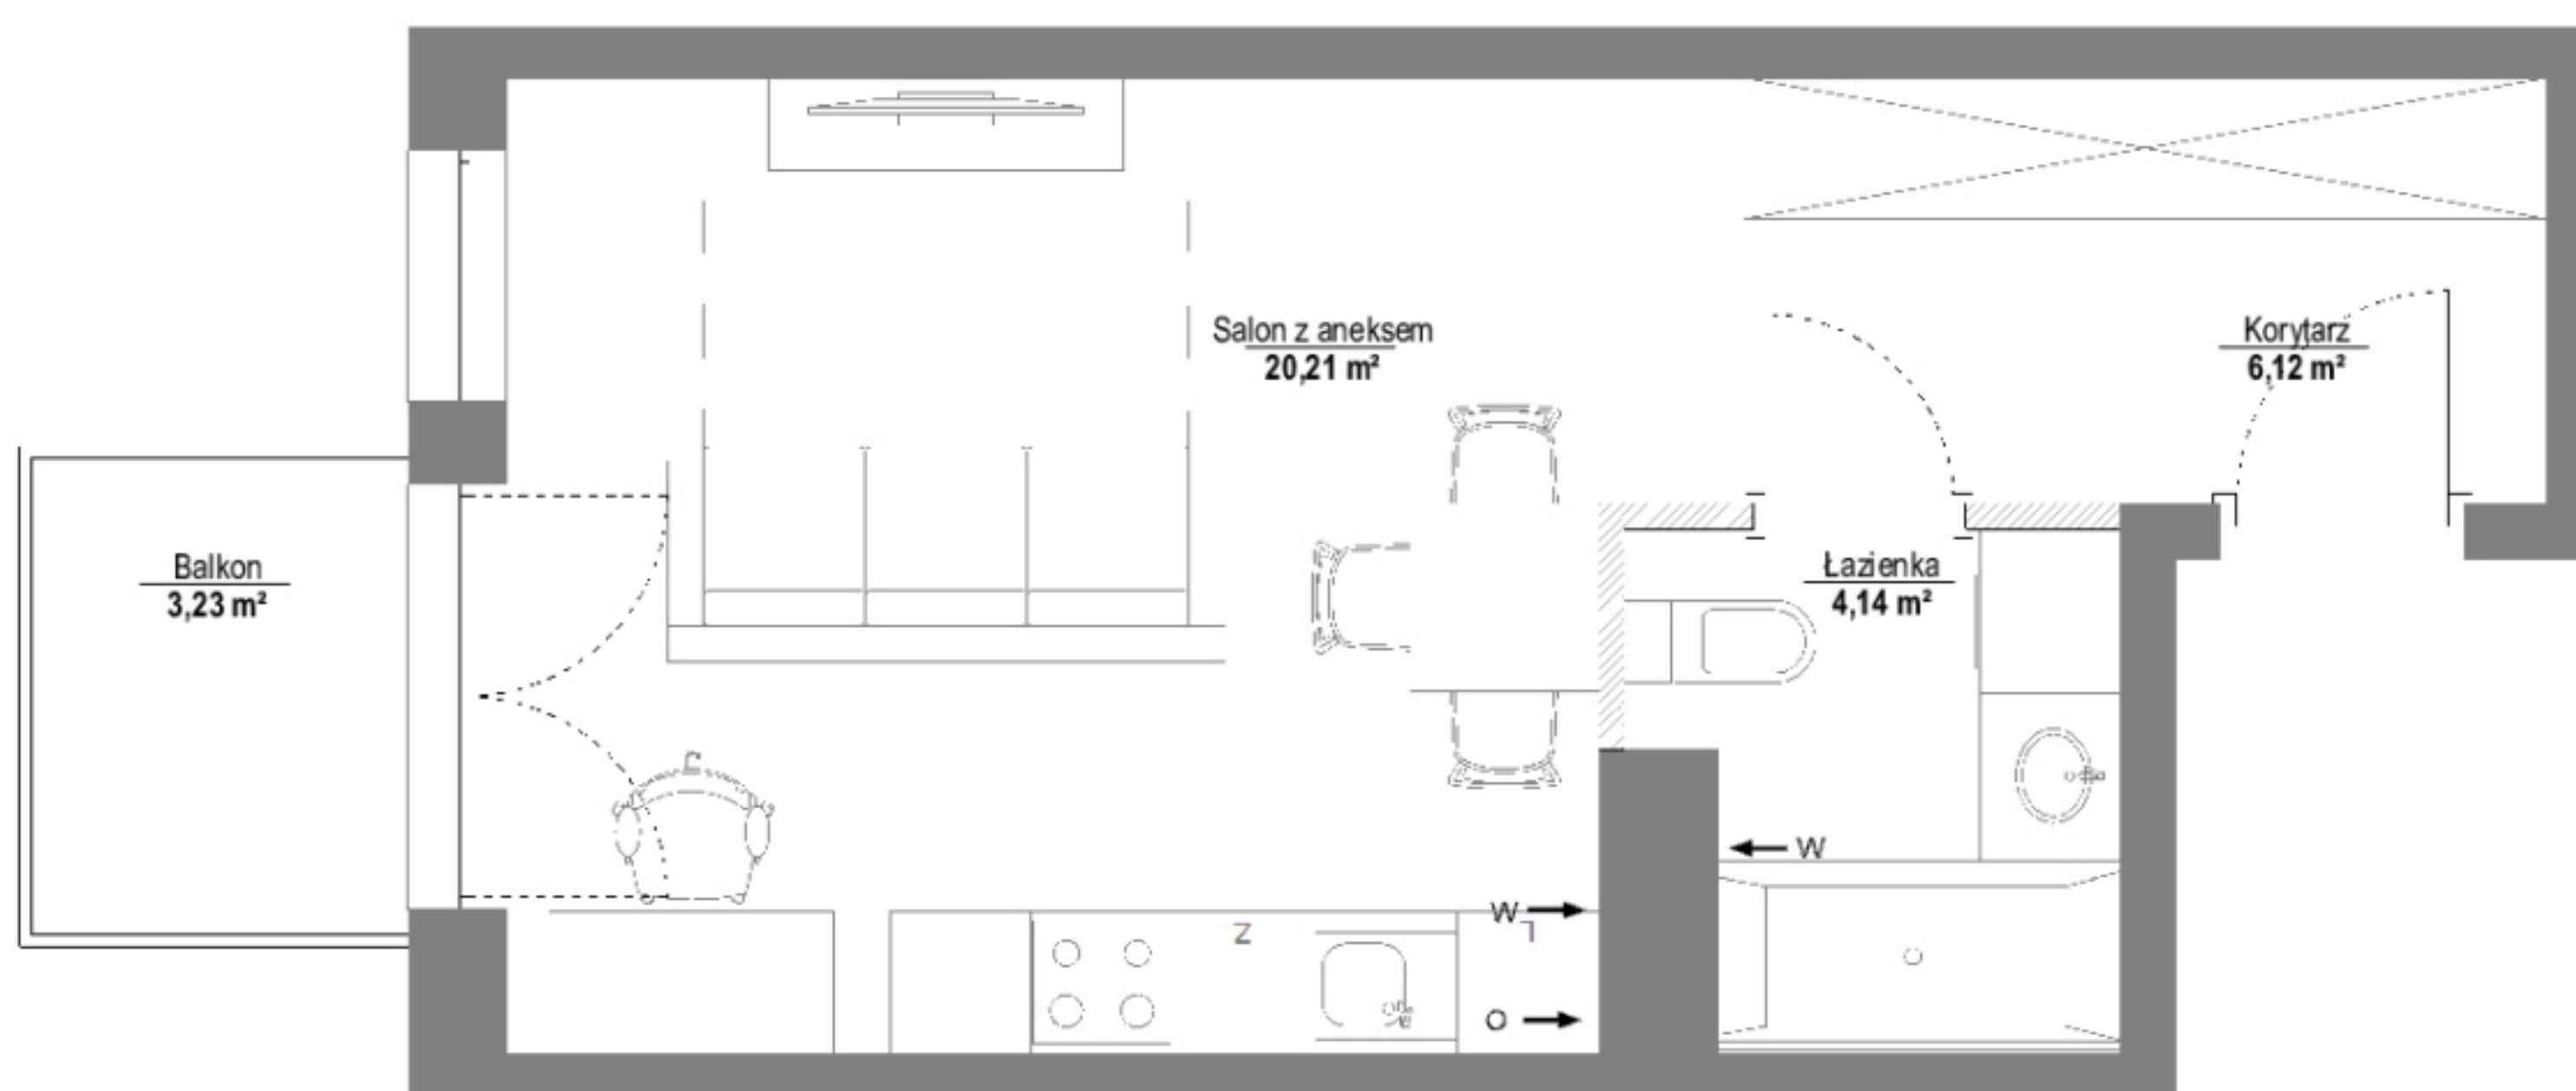 Salon z aneksem
20,21 m²
Korytarz
6,12 m²
Balkon
3,23 m²
Łazienka
4,14 m²
W
W
Z
L
O